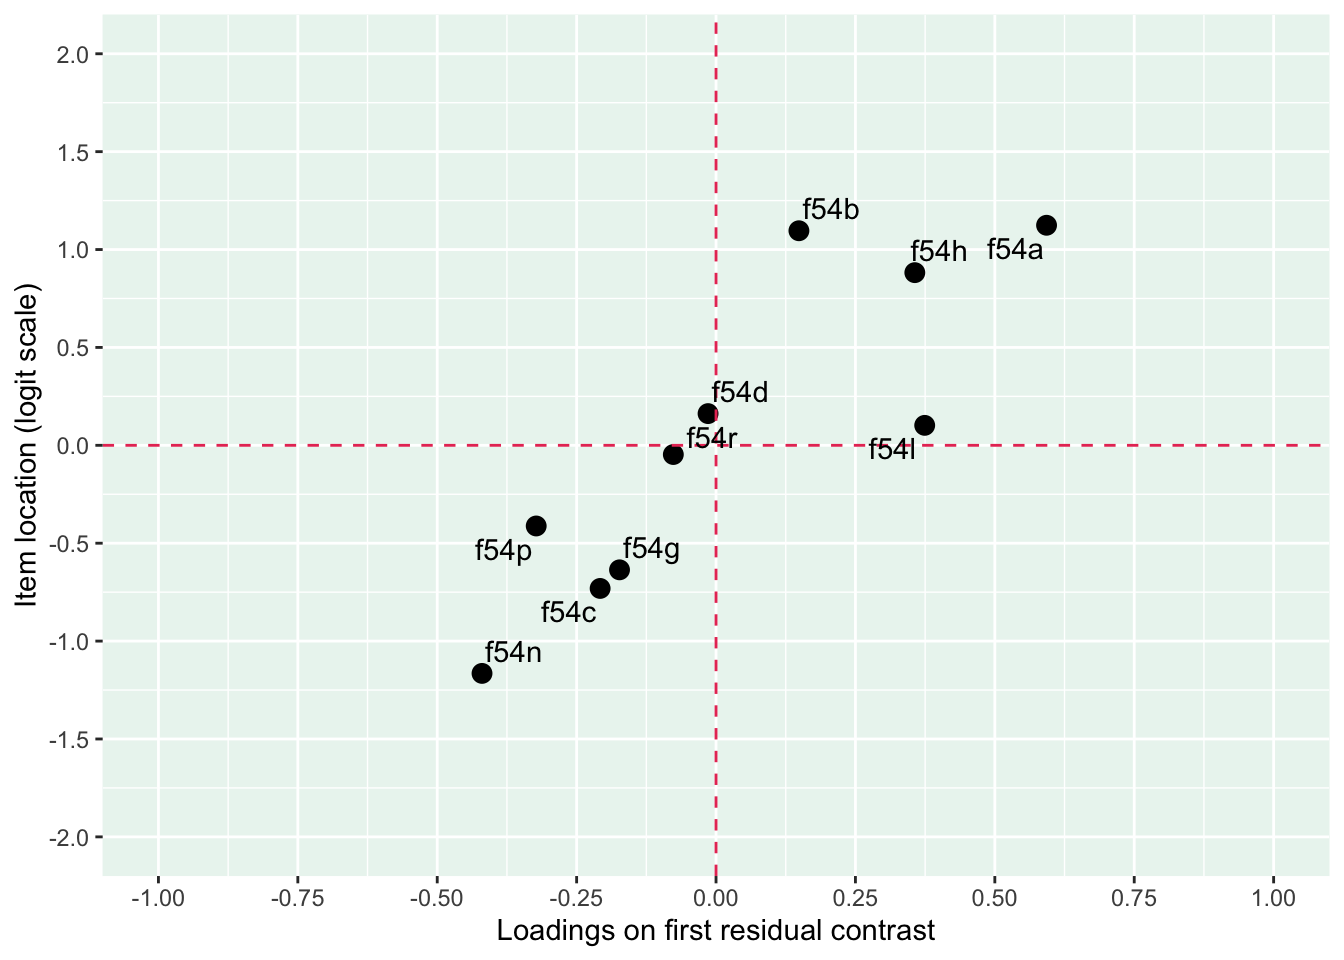 2.0
1.5
1.0
0.5
0.0
-0.5
-1.0
-1.5
-2.0
Item location (logit scale)
f54b
f54h
f54a
f54d
f54r
f54l
f54p
f54g
f54c
f54n
-1.00 -0.75 -0.50 -0.25 0.00 0.25 0.50 0.75 1.00
Loadings on first residual contrast